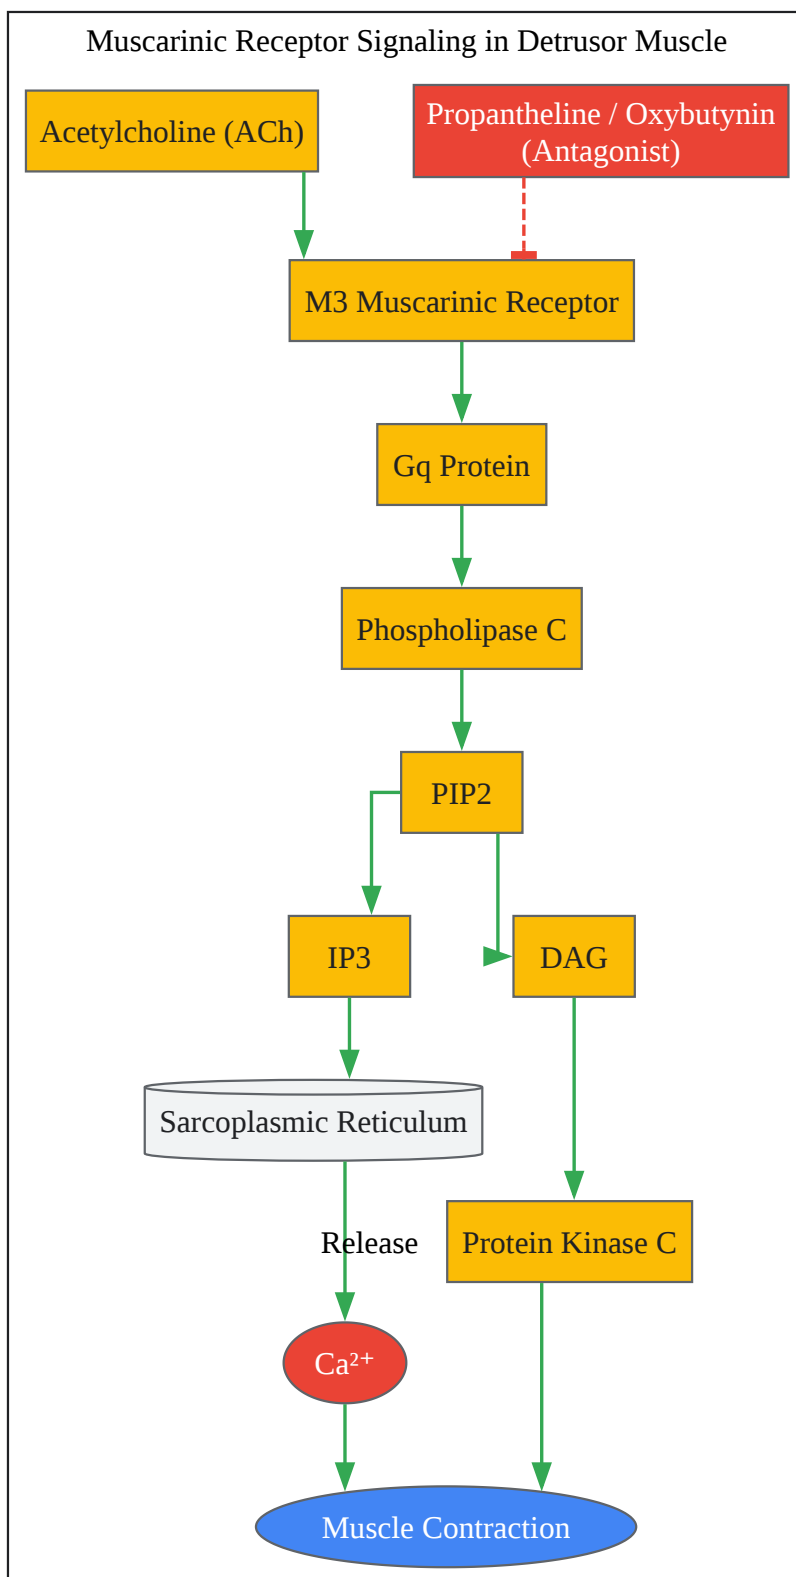 Muscarinic Receptor Signaling in Detrusor Muscle
Acetylcholine (ACh)
Propantheline / Oxybutynin
(Antagonist)
M3 Muscarinic Receptor
Gq Protein
Phospholipase C
PIP2
IP3
DAG
Sarcoplasmic Reticulum
Release
Protein Kinase C
Ca²⁺
Muscle Contraction